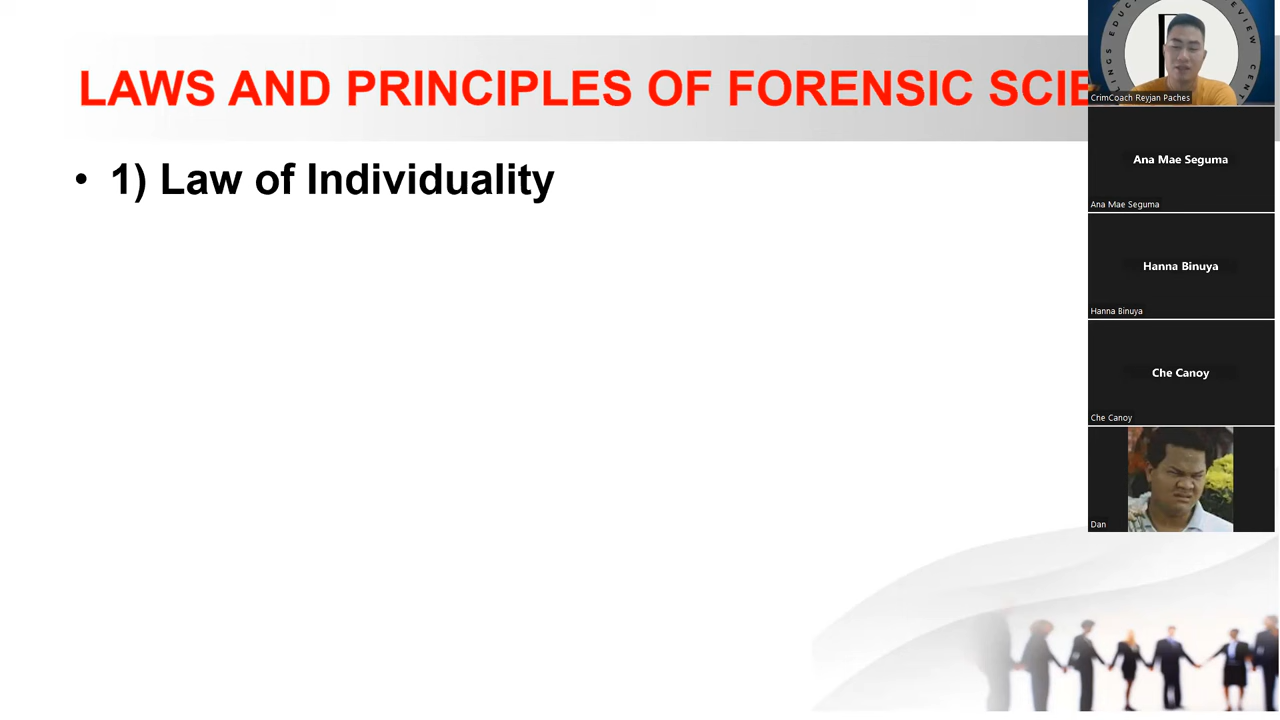 LAWS AND PRINCIPLES OF FORENSIC SCIE
• 1) Law of Individuality
CrimCoach Reyjan Paches
Ana Mae Seguma
Ana Mae Seguma
Hanna Binuya
Hanna Binuya
Che Canoy
Che Canoy
Dan